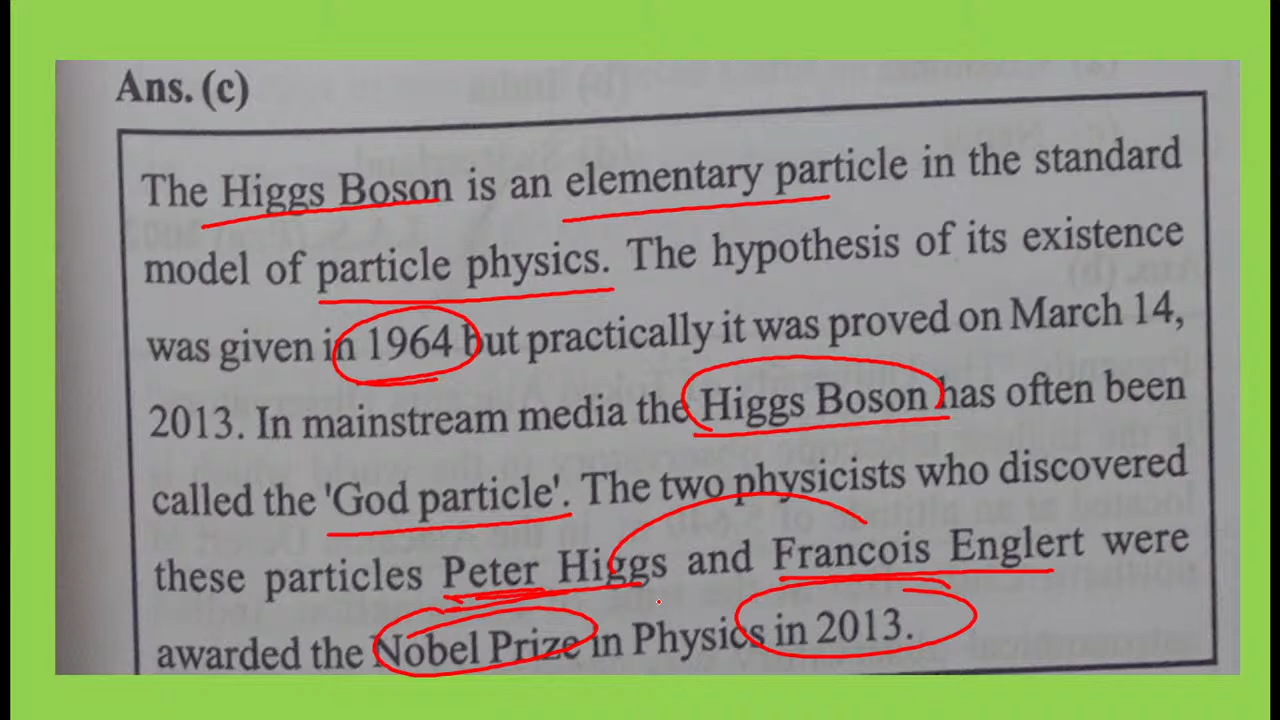 Ans. (c)
The Higgs Boson is an elementary particle in the standard
model of particle physics. The hypothesis of its existence
was given in 1964 but practically it was proved on March 14,
2013. In mainstream media the Higgs Boson has often been
called the 'God particle'. The two physicists who discovered
these particles Peter Higgs and Francois Englert were
awarded the Nobel Prize in Physics in 2013.